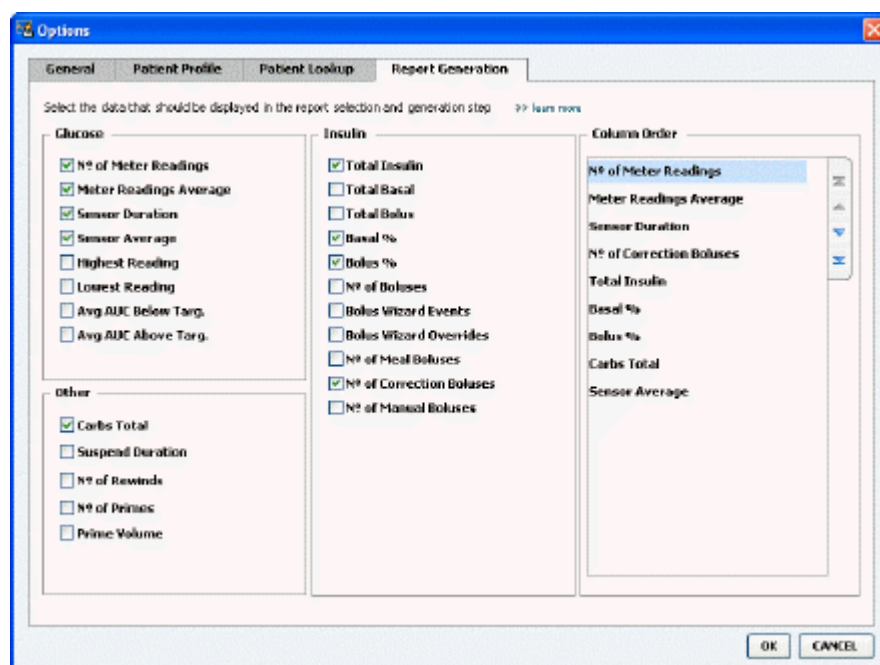 Options
General
Patient Profile
Patient Lookup
Report Generation
Select the data that should be displayed in the report selection and generation step >> learn more
Glucose
Nº of Meter Readings
Meter Readings Average
Sensor Duration
Sensor Average
Highest Reading
Lowest Reading
Avg AUC Below Targ.
Avg AUC Above Targ.
Other
Carbs Total
Suspend Duration
Nº of Rewinds
Nº of Primes
Prime Volume
Insulin
Total Insulin
Total Basal
Total Bolus
Basal %
Bolus %
Nº of Boluses
Bolus Wizard Events
Bolus Wizard Overrides
Nº of Meal Boluses
Nº of Correction Boluses
Nº of Manual Boluses
Column Order
Nº of Meter Readings
Meter Readings Average
Sensor Duration
Nº of Correction Boluses
Total Insulin
Basal %
Bolus %
Carbs Total
Sensor Average
OK
CANCEL